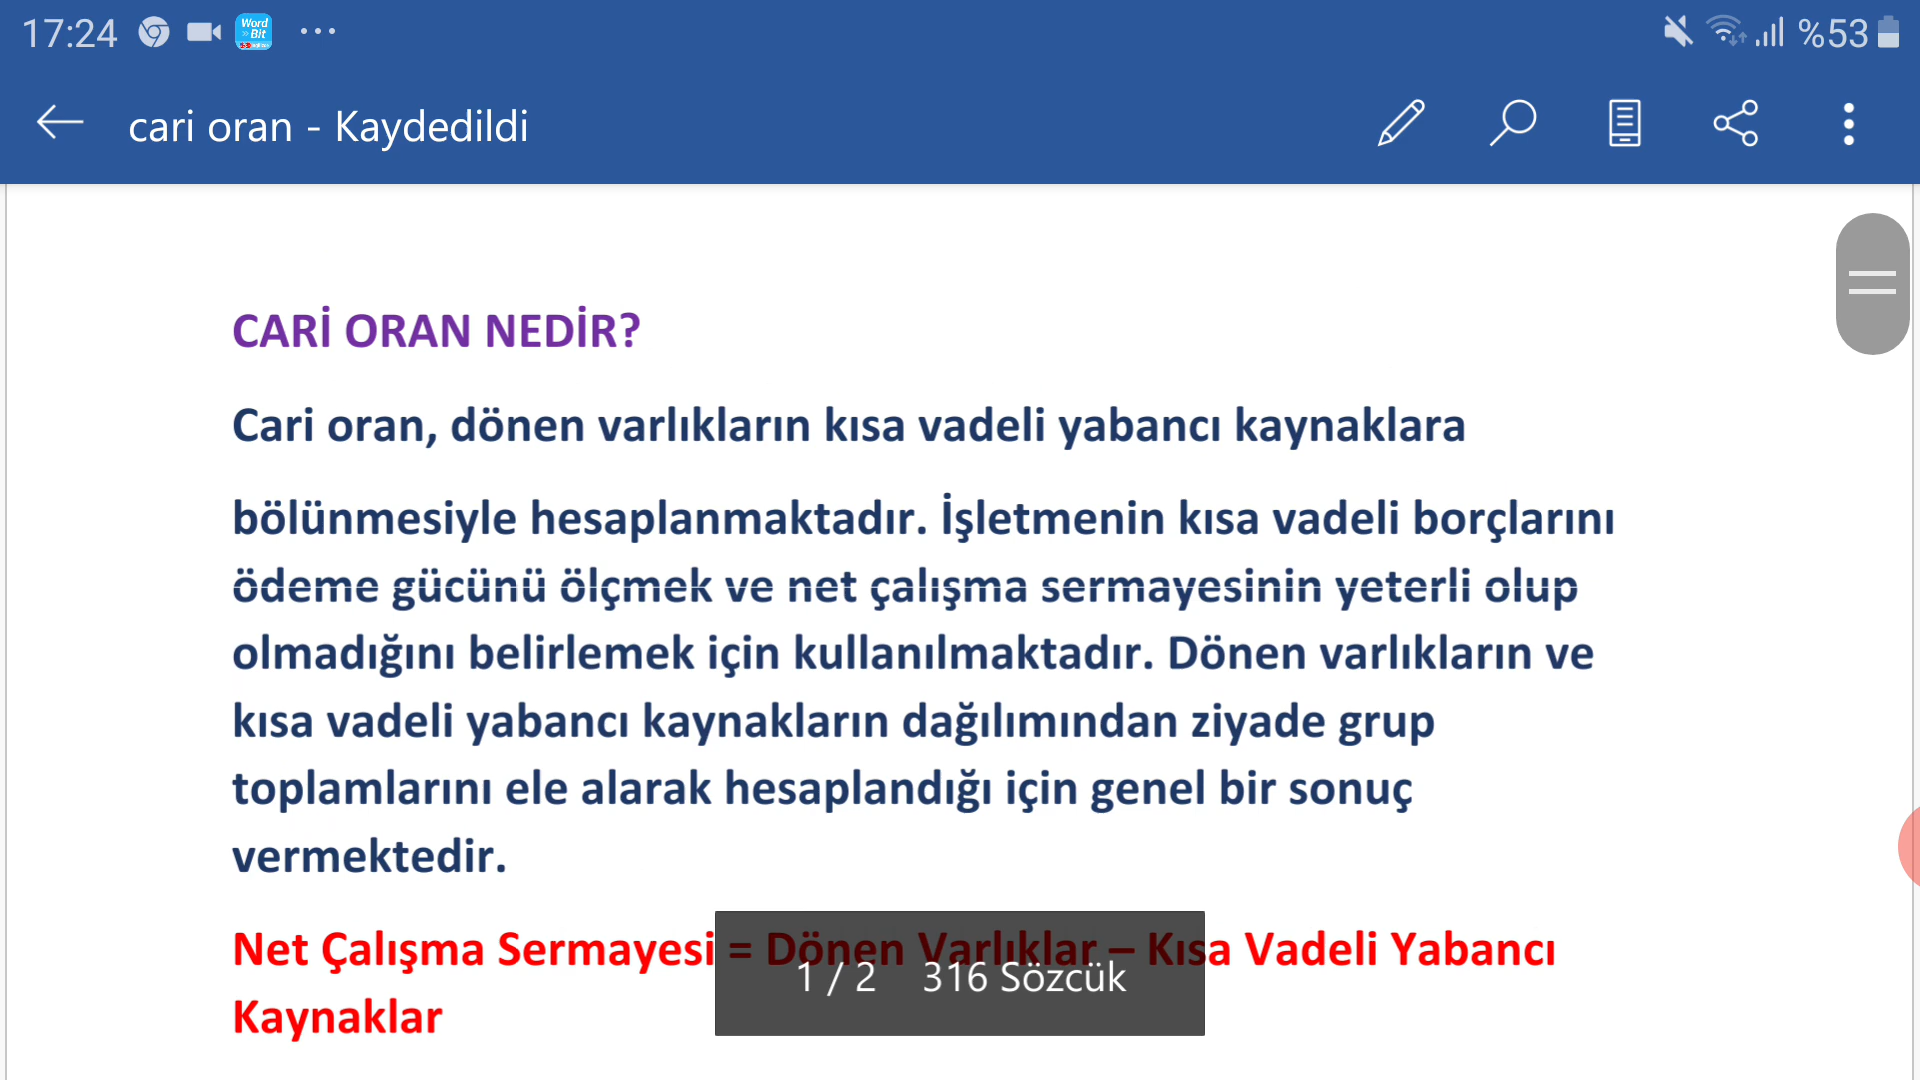 17:24 Word Bit %53
cari oran - Kaydedildi
CARİ ORAN NEDİR?
Cari oran, dönen varlıkların kısa vadeli yabancı kaynaklara
bölünmesiyle hesaplanmaktadır. İşletmenin kısa vadeli borçlarını
ödeme gücünü ölçmek ve net çalışma sermayesinin yeterli olup
olmadığını belirlemek için kullanılmaktadır. Dönen varlıkların ve
kısa vadeli yabancı kaynakların dağılımından ziyade grup
toplamlarını ele alarak hesaplandığı için genel bir sonuç
vermektedir.
Net Çalışma Sermayesi = Dönen Varlıklar – Kısa Vadeli Yabancı
Kaynaklar
1 / 2 316 Sözcük